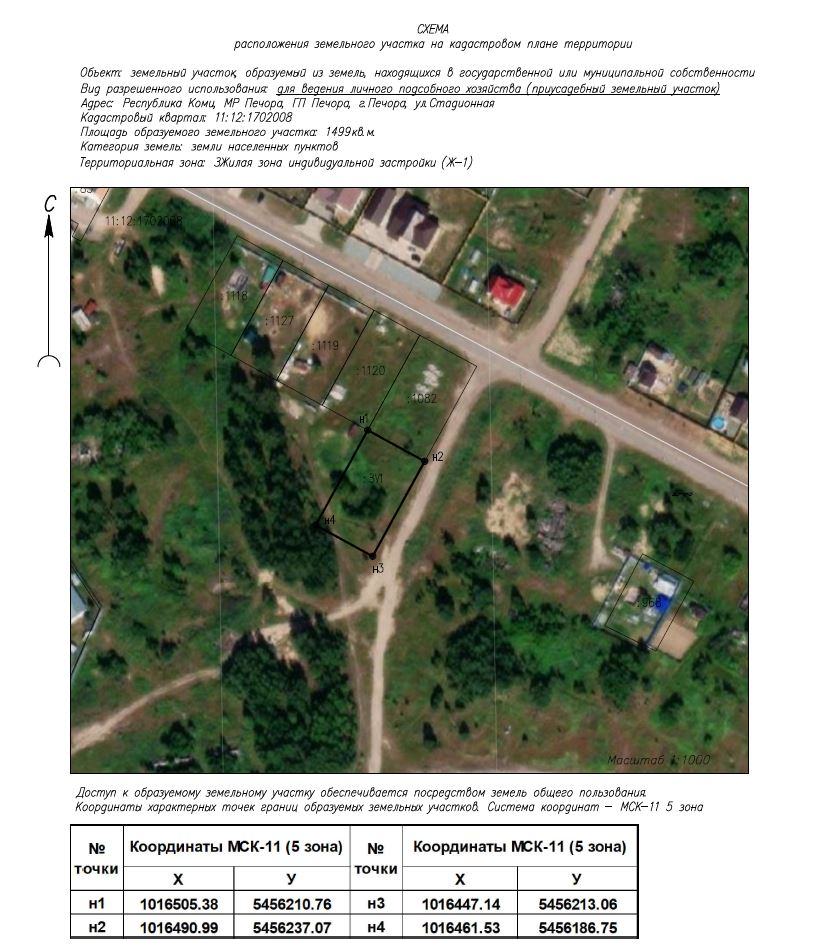 СХЕМА
расположения земельного участка на кадастровом плане территории
Объект: земельный участок, образуемый из земель, находящихся в государственной или муниципальной собственности
Вид разрешенного использования: для ведения личного подсобного хозяйства (приусадебный земельный участок)
Адрес: Республика Коми, МР Печора, ГП Печора, г.Печора, ул.Стадионная
Кадастровый квартал: 11:12:1702008
Площадь образуемого земельного участка: 1499кв.м.
Категория земель: земли населенных пунктов
Территориальная зона: ЗЖилая зона индивидуальной застройки (Ж-1)
С
11:12:1702008
:1118
:1127
:1119
:1120
:1082
н1
н2
:ЗУ1
н4
н3
:966
Масштаб 1:1000
Доступ к образуемому земельному участку обеспечивается посредством земель общего пользования.
Координаты характерных точек границ образуемых земельных участков. Система координат - МСК-11 5 зона
№ точки Координаты МСК-11 (5 зона) № точки Координаты МСК-11 (5 зона)
Х У Х У
н1 1016505.38 5456210.76 н3 1016447.14 5456213.06
н2 1016490.99 5456237.07 н4 1016461.53 5456186.75